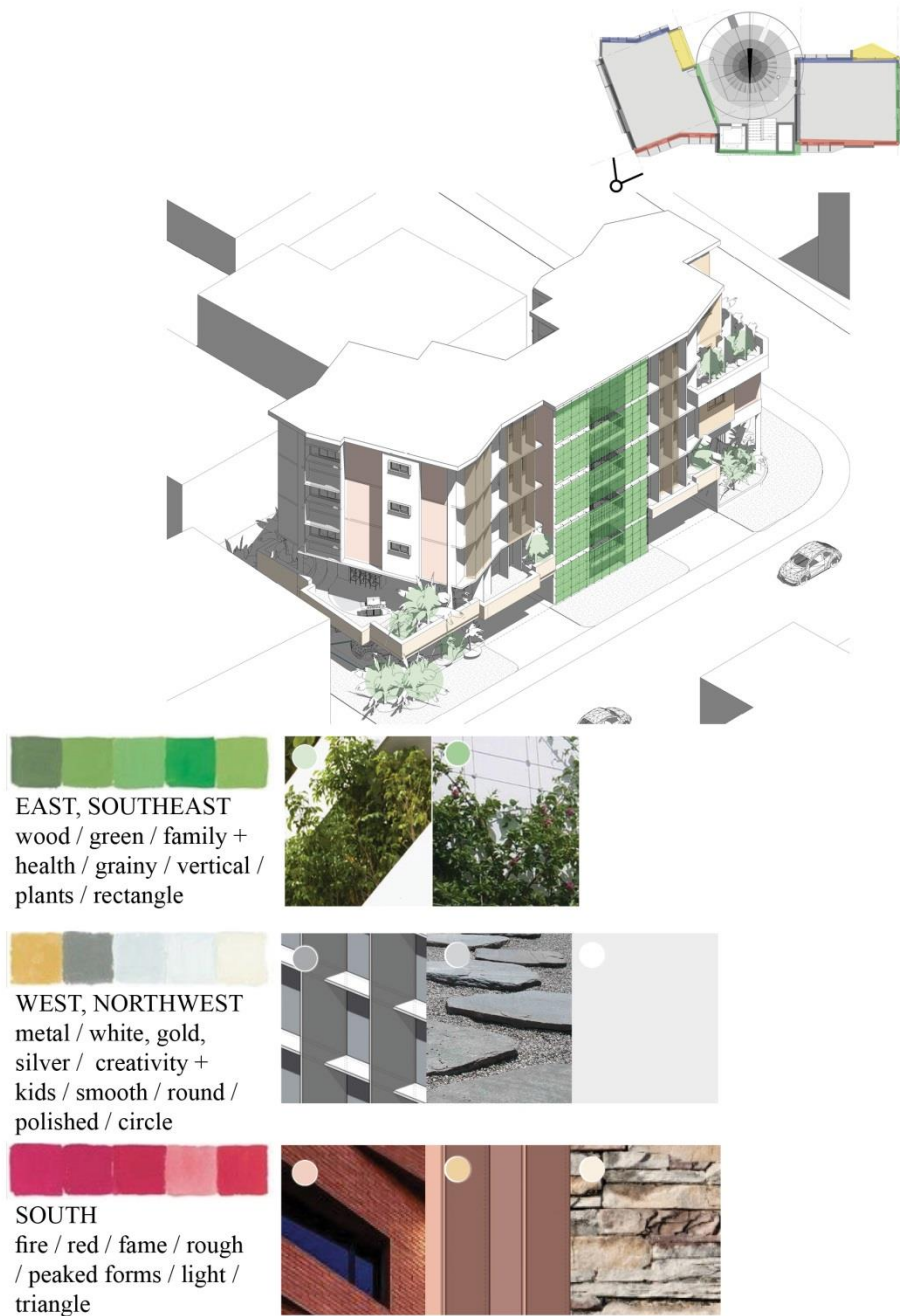 EAST, SOUTHEAST
wood / green / family +
health / grainy / vertical /
plants / rectangle
WEST, NORTHWEST
metal / white, gold,
silver /  creativity +
kids / smooth / round /
polished / circle
SOUTH
fire / red / fame / rough
/ peaked forms / light /
triangle